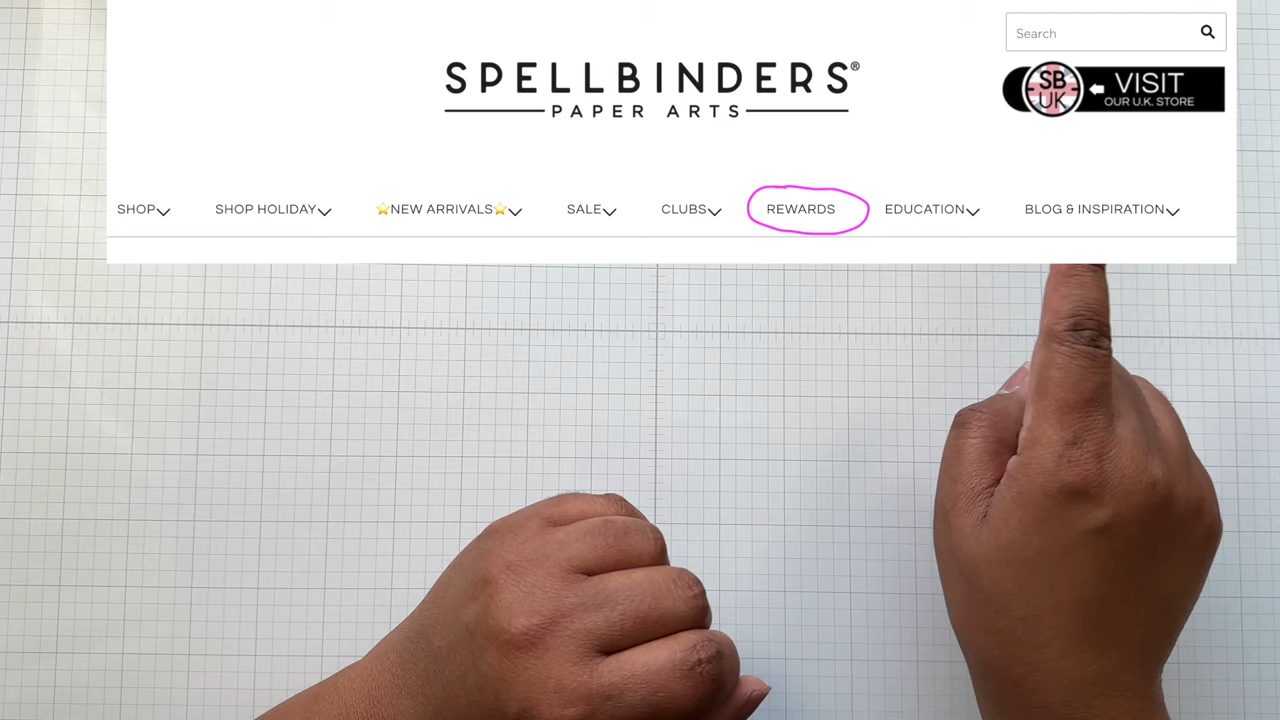 Search
SPELLBINDERS®
PAPER ARTS
SB
UK
VISIT
OUR U.K. STORE
SHOP
SHOP HOLIDAY
⭐NEW ARRIVALS⭐
SALE
CLUBS
REWARDS
EDUCATION
BLOG & INSPIRATION